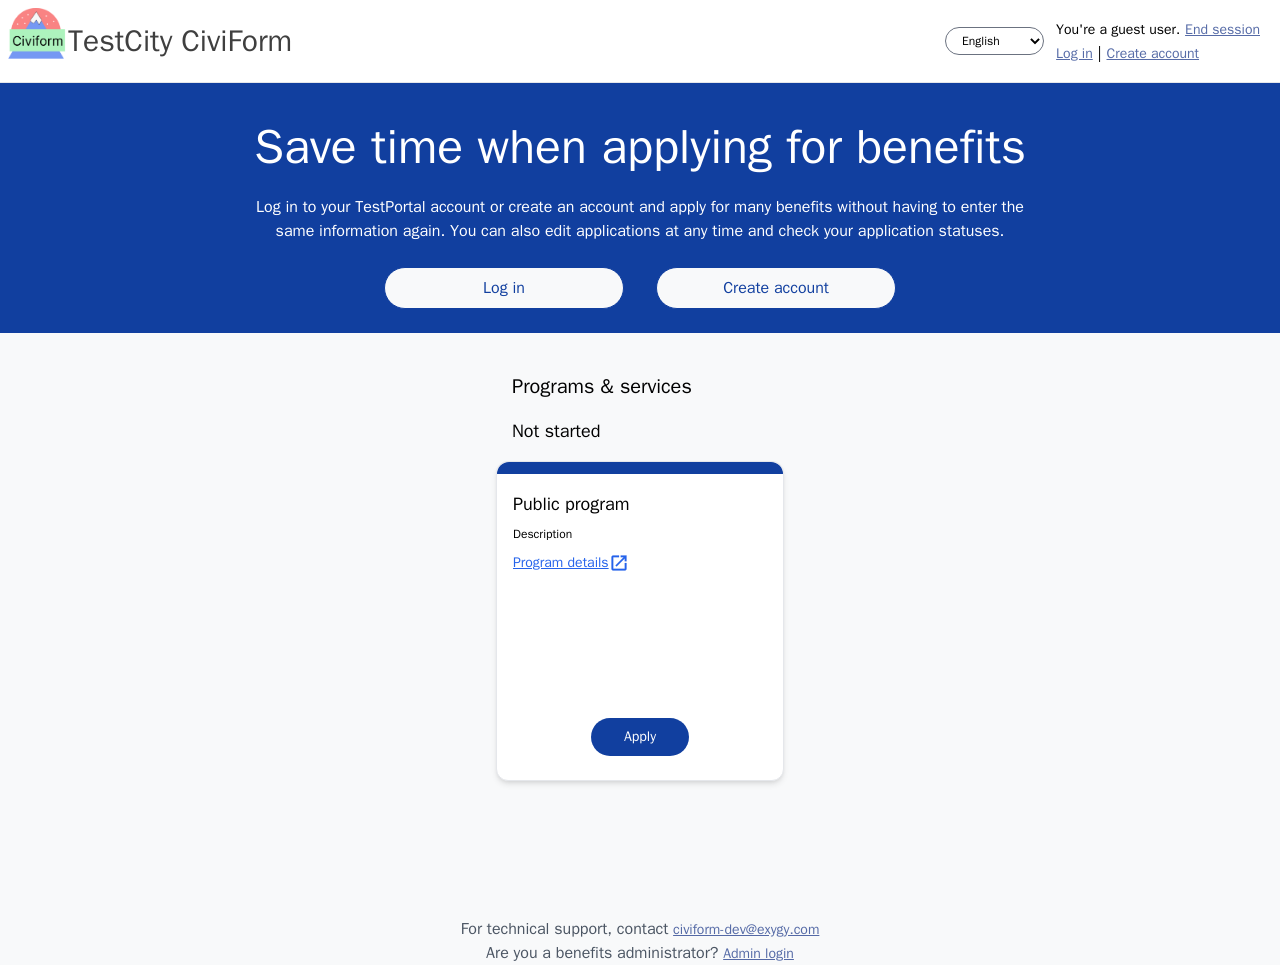 Civiform
TestCity CiviForm
English
You're a guest user. End session
Log in | Create account
Save time when applying for benefits
Log in to your TestPortal account or create an account and apply for many benefits without having to enter the
same information again. You can also edit applications at any time and check your application statuses.
Log in
Create account
Programs & services
Not started
Public program
Description
Program details
Apply
For technical support, contact civiform-dev@exygy.com
Are you a benefits administrator? Admin login